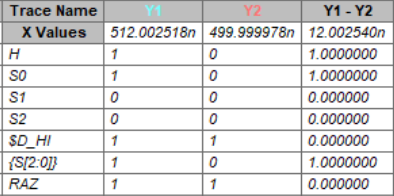 Trace Name Y1 Y2 Y1 - Y2
X Values 512.002518n 499.999978n 12.002540n
H 1 0 1.0000000
S0 1 0 1.0000000
S1 0 0 0.000000
S2 0 0 0.000000
$D_HI 1 1 0.000000
{S[2:0]} 1 0 1.0000000
RAZ 1 1 0.000000